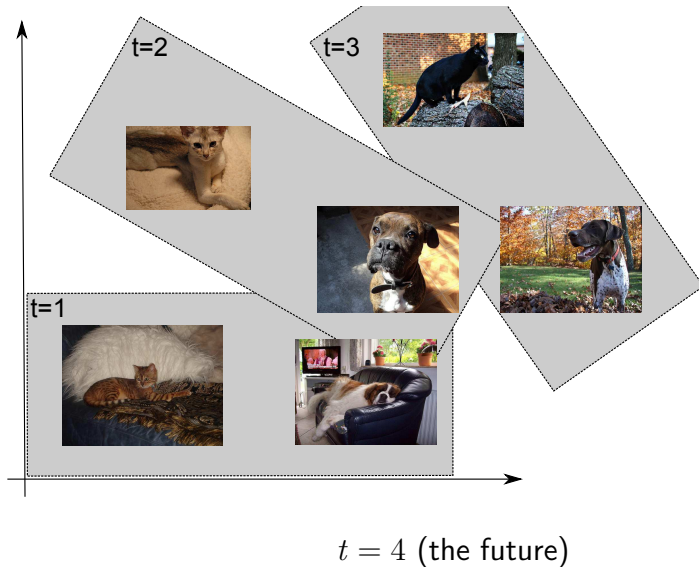 t=2
t=3
t=1
t = 4 (the future)